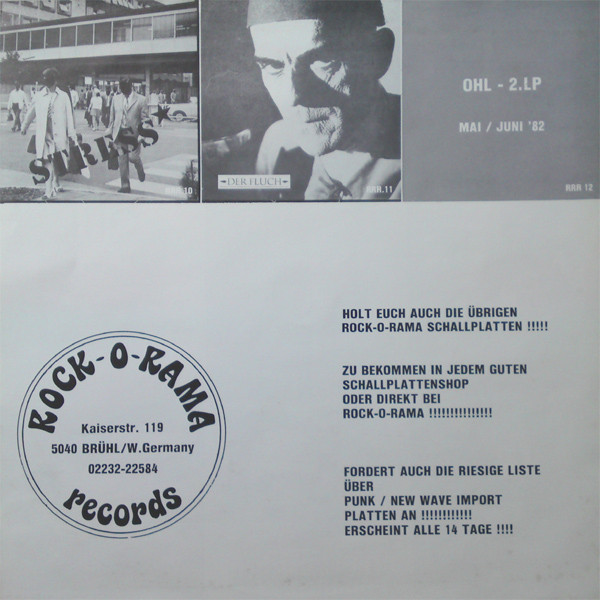 STRESS
RRR 10
DER FLUCH
RRR.11
OHL - 2.LP
MAI / JUNI '82
RRR 12
HOLT EUCH AUCH DIE ÜBRIGEN
ROCK-O-RAMA SCHALLPLATTEN !!!!!
ZU BEKOMMEN IN JEDEM GUTEN
SCHALLPLATTENSHOP
ODER DIREKT BEI
ROCK-O-RAMA !!!!!!!!!!!!!!!
ROCK-O-RAMA
Kaiserstr. 119
5040 BRÜHL/W.Germany
02232-22584
records
FORDERT AUCH DIE RIESIGE LISTE
ÜBER
PUNK / NEW WAVE IMPORT
PLATTEN AN !!!!!!!!!!!!
ERSCHEINT ALLE 14 TAGE !!!!